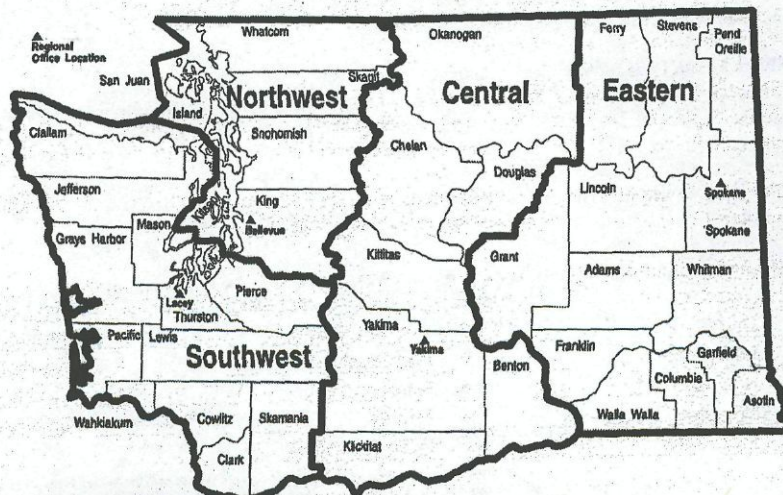 Regional
Office Location
San Juan
Whatcom
Skagit
Northwest
Island
Snohomish
King
Kitsap
Bellevue
Clallam
Jefferson
Mason
Grays Harbor
Lacey
Thurston
Pierce
Pacific
Lewis
Southwest
Wahkiakum
Cowlitz
Skamania
Clark
Okanogan
Central
Chelan
Douglas
Kittitas
Yakima
Yakima
Benton
Klickitat
Ferry
Stevens
Pend
Oreille
Eastern
Lincoln
Spokane
Spokane
Grant
Adams
Whitman
Franklin
Garfield
Columbia
Walla Walla
Asotin